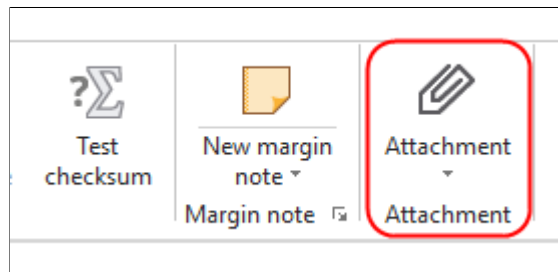 ?Σ
Test
checksum
New margin
note
Margin note
Attachment
Attachment